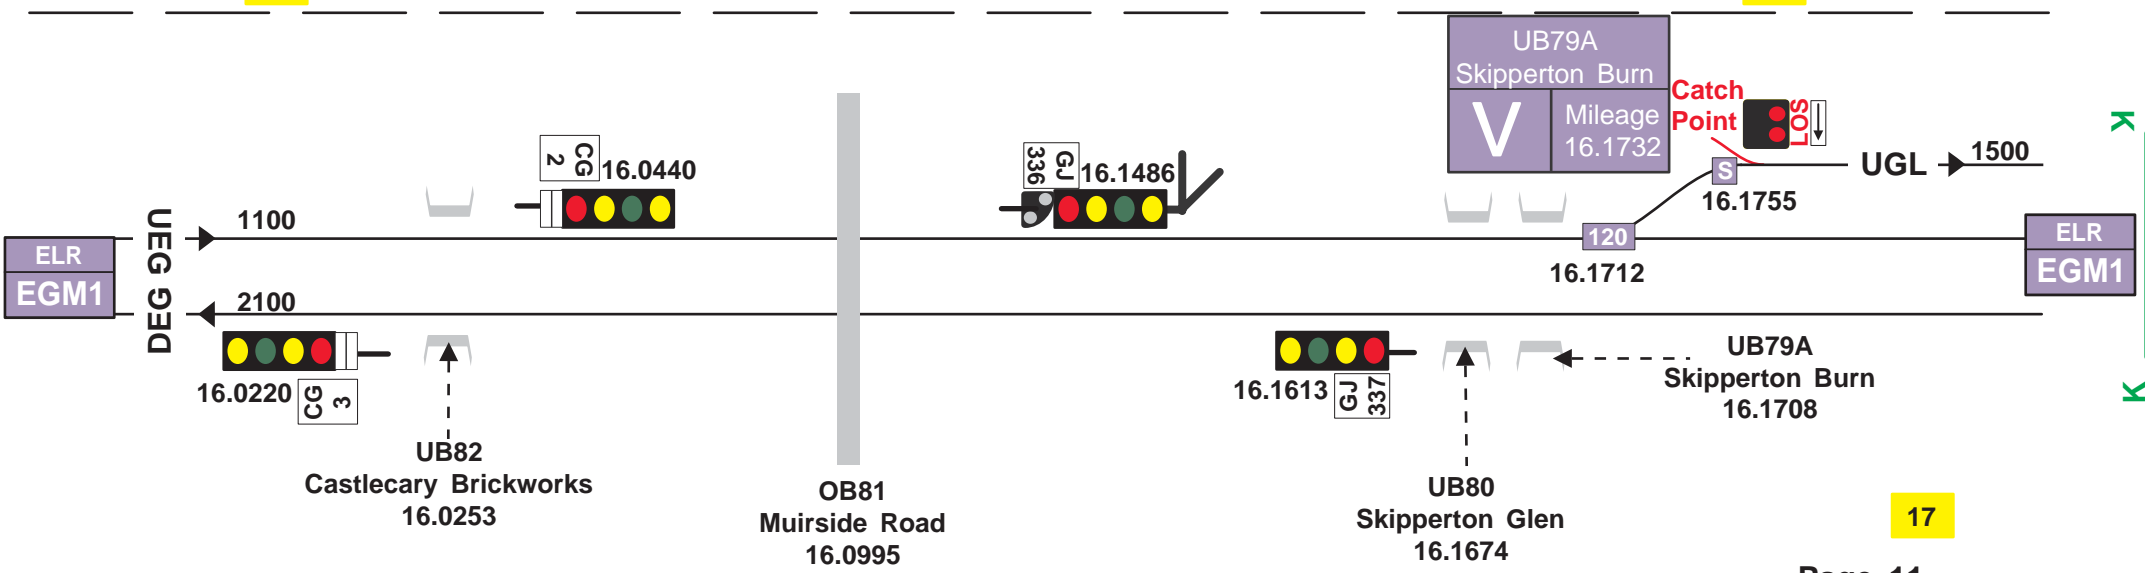 UB79A
Skipperton Burn
V
Mileage
16.1732
Catch
Point
LOS
K
CG
2
16.0440
GJ
336
16.1486
UGL
1500
S
16.1755
UEG
1100
120
16.1712
ELR
EGM1
ELR
EGM1
DEG
2100
16.0220
CG
3
16.1613
GJ
337
UB79A
Skipperton Burn
16.1708
K
UB82
Castlecary Brickworks
16.0253
OB81
Muirside Road
16.0995
UB80
Skipperton Glen
16.1674
17
Page 11